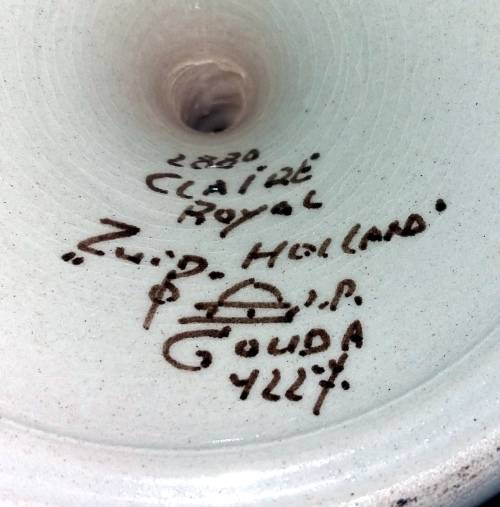 2880
CLAIRE
ROYAL
„ZUID. HOLLAND"
P.
GOUDA
4227.